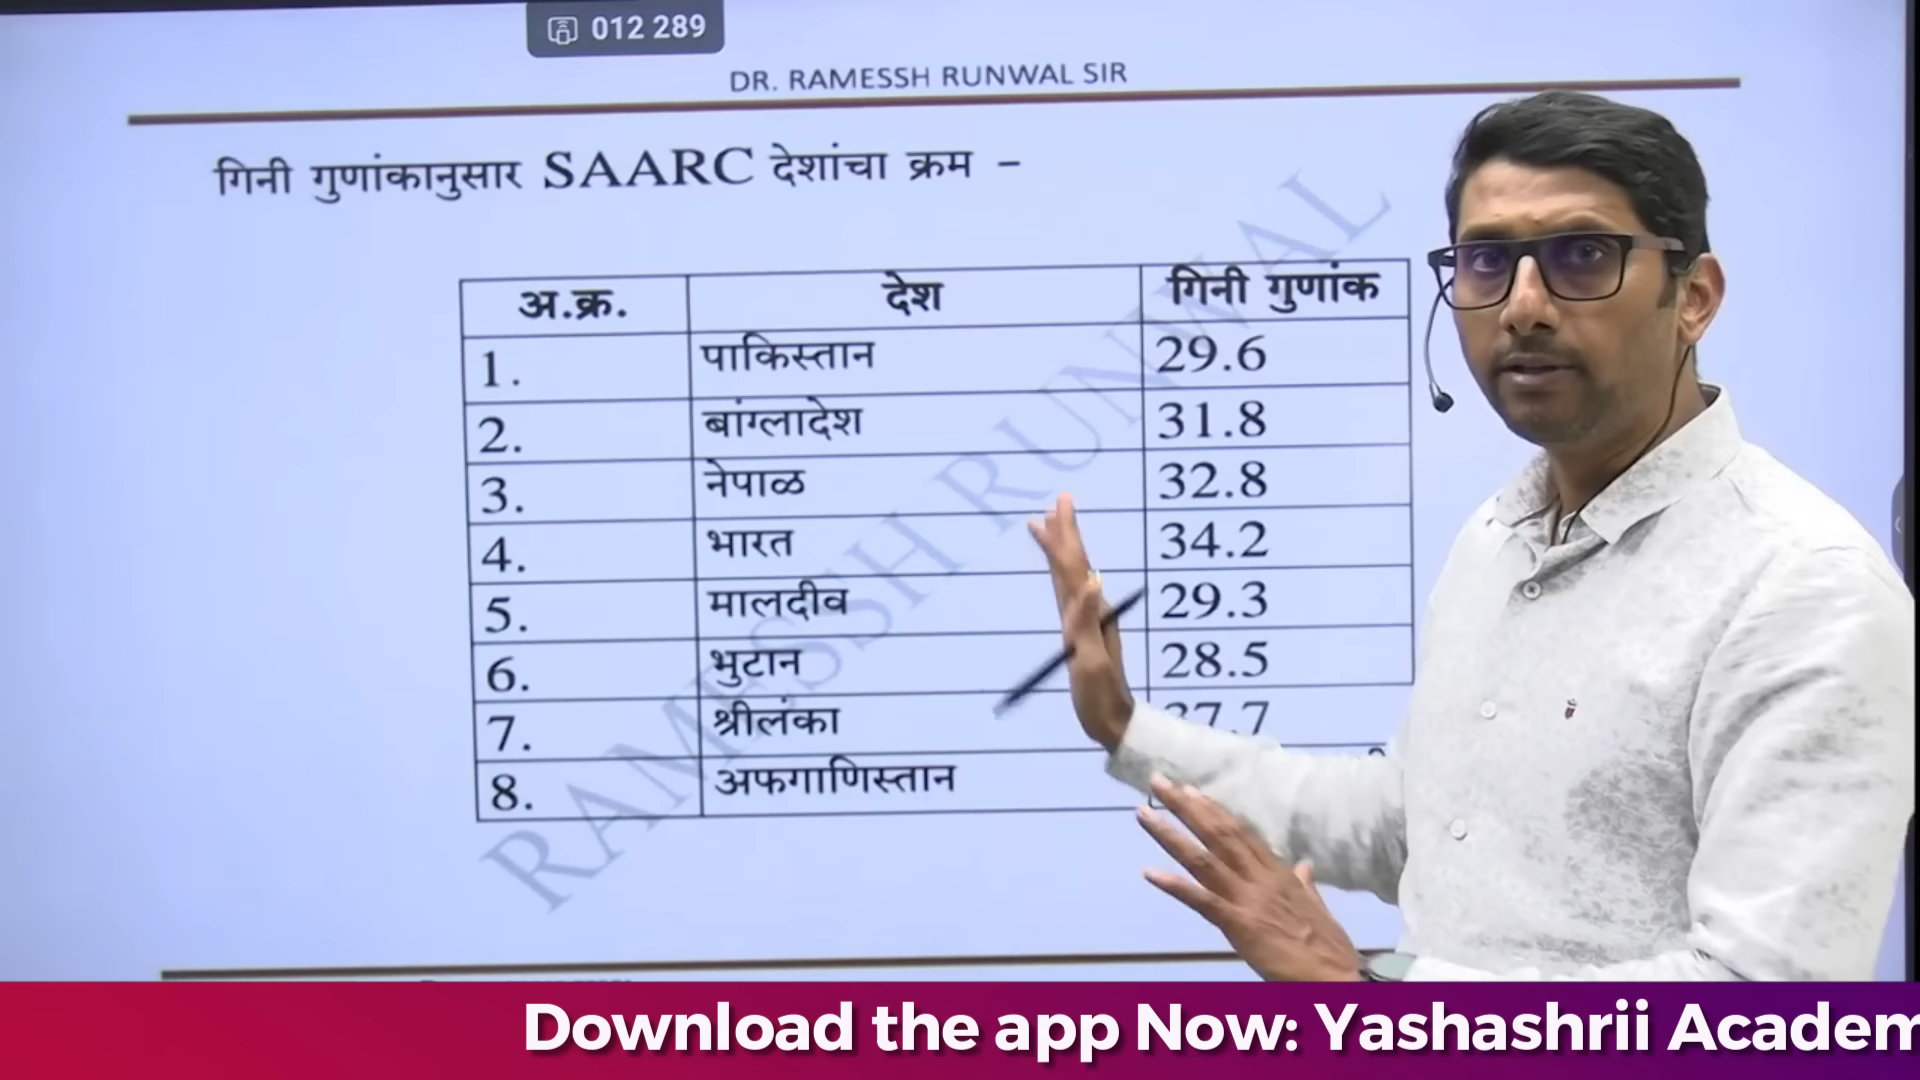 012 289
DR. RAMESSH RUNWAL SIR
गिनी गुणांकानुसार SAARC देशांचा क्रम –
अ.क्र. देश गिनी गुणांक
1. पाकिस्तान 29.6
2. बांग्लादेश 31.8
3. नेपाळ 32.8
4. भारत 34.2
5. मालदीव 29.3
6. भुटान 28.5
7. श्रीलंका 37.7
8. अफगाणिस्तान
RAMESSH RUNWAL
Download the app Now: Yashashrii Academ